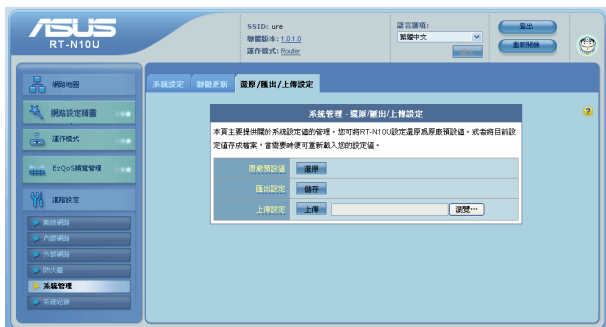 ASUS
RT-N10U
SSID: ure
韌體版本: 1.0.1.0
運作模式: Router
語言選項:
繁體中文
登出
重新開機
網路地圖
網路設定精靈
運作模式
EzQoS頻寬管理
進階設定
無線網路
內部網路
外部網路
防火牆
系統管理
系統記錄
系統設定
韌體更新
還原/匯出/上傳設定
系統管理 - 還原/匯出/上傳設定
本頁主要提供關於系統設定值的管理。您可將RT-N10U設定還原為原廠預設值,或者將目前設
定值存成檔案,當需要時便可重新載入您的設定值。
原廠預設值
還原
匯出設定
儲存
上傳設定
上傳
瀏覽…